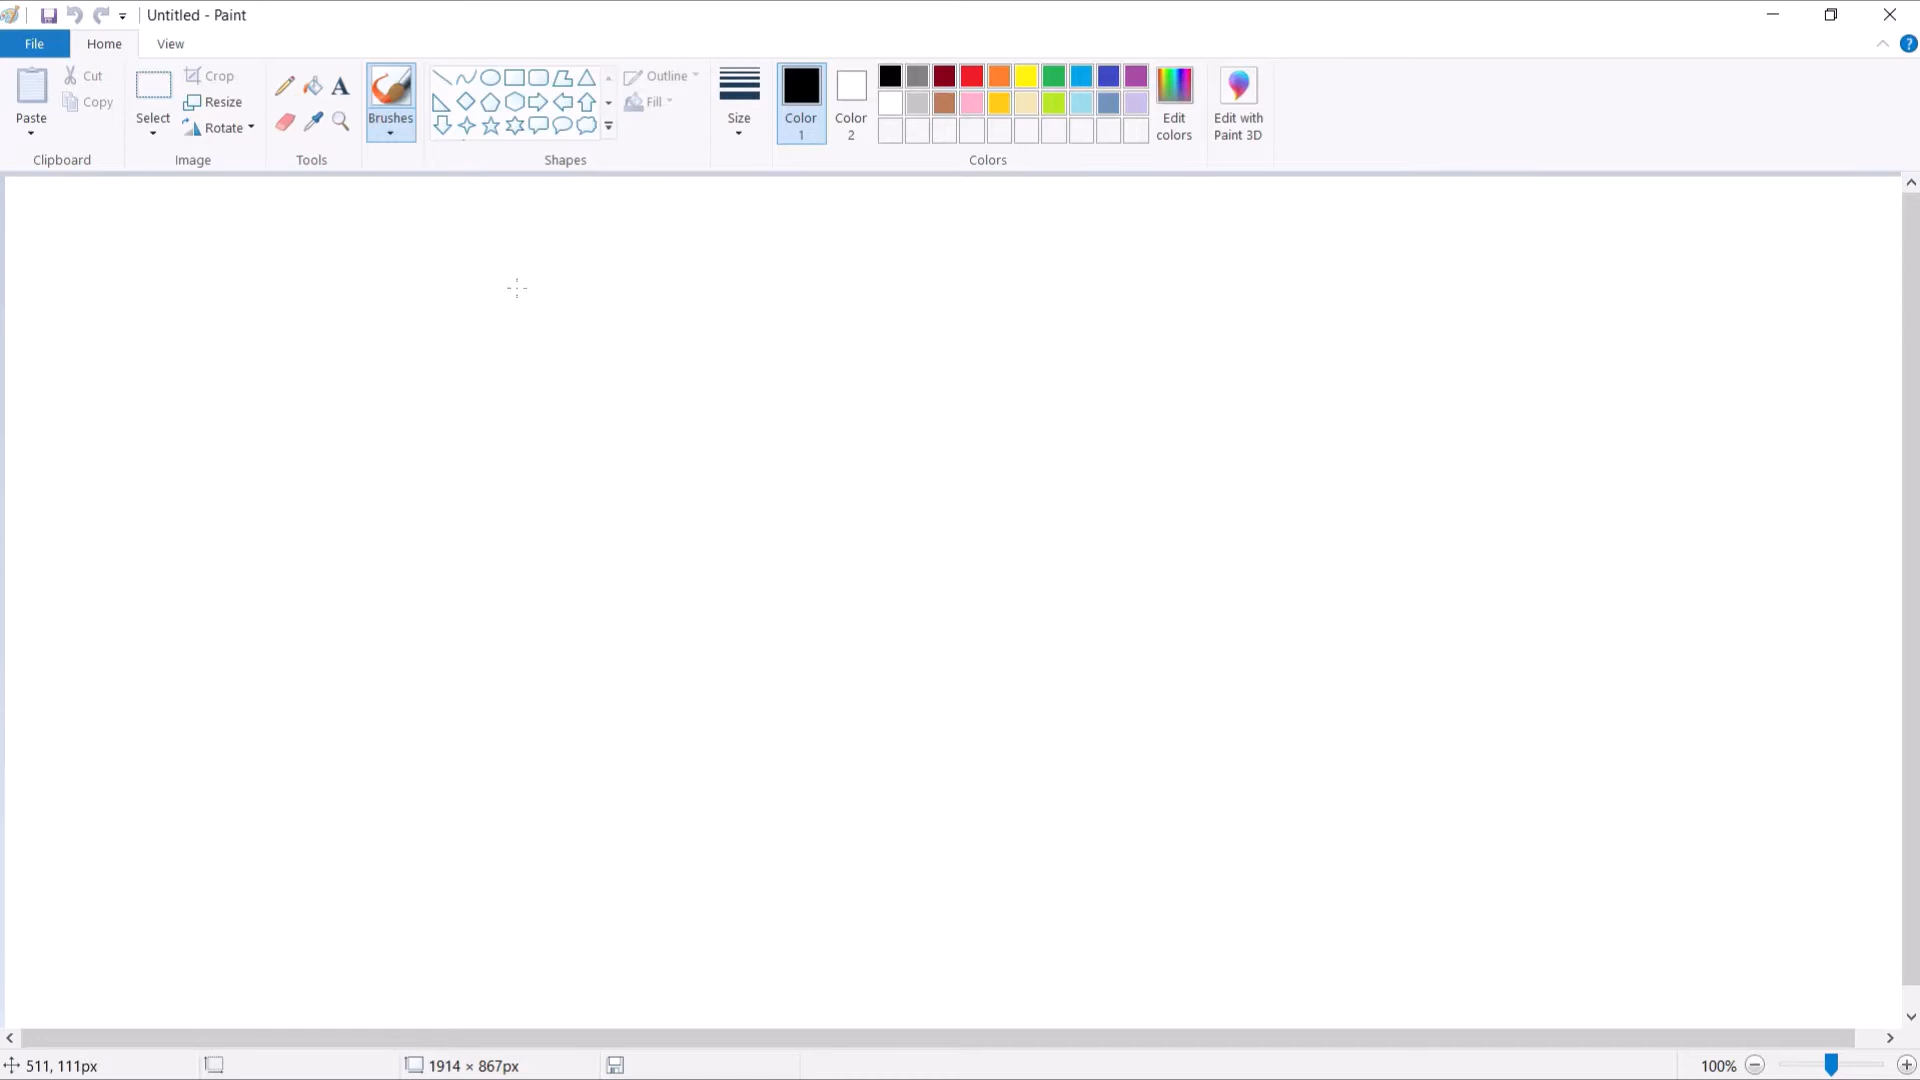 Untitled - Paint
File Home View
Paste
Cut
Copy
Clipboard
Select
Crop
Resize
Rotate
Image
Tools
Brushes
Outline
Fill
Shapes
Size
Color 1
Color 2
Edit colors
Colors
Edit with Paint 3D
511, 111px
1914 × 867px
100%